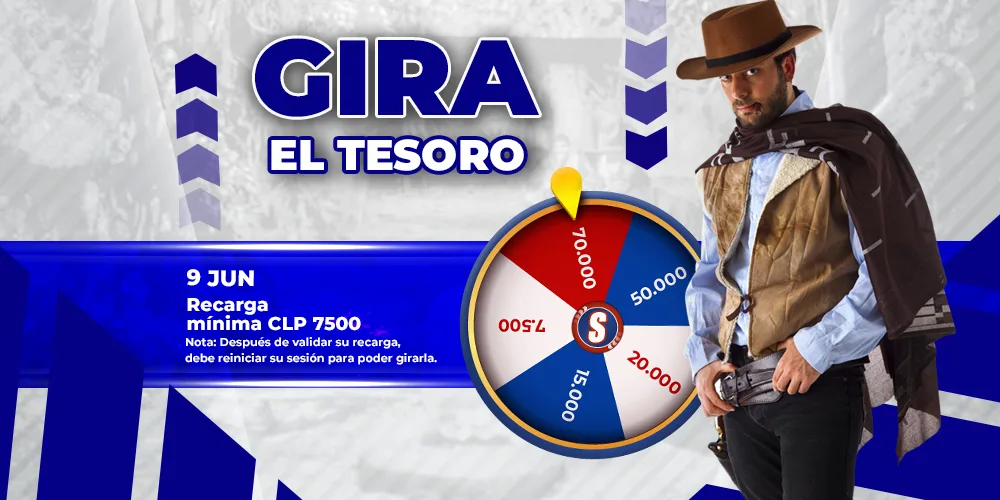 GIRA
EL TESORO
9 JUN
Recarga
mínima CLP 7500
Nota: Después de validar su recarga,
debe reiniciar su sesión para poder girarla.
70.000
50.000
20.000
15.000
7.500
S